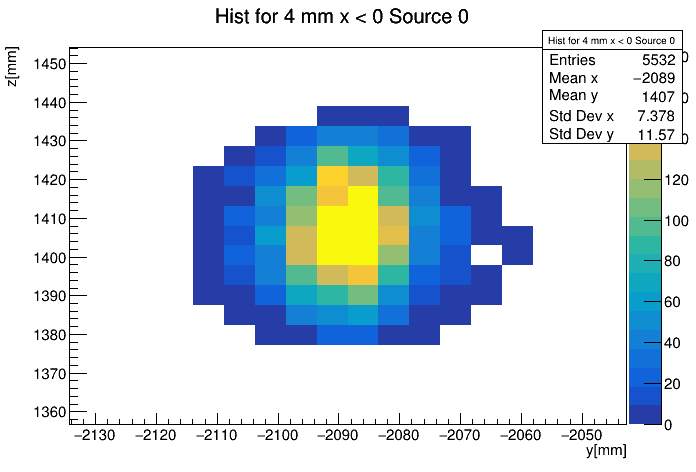 Hist for 4 mm x < 0 Source 0
Hist for 4 mm x < 0 Source 0
Entries 5532
Mean x −2089
Mean y 1407
Std Dev x 7.378
Std Dev y 11.57
z[mm]
1450
1440
1430
1420
1410
1400
1390
1380
1370
1360
120
100
80
60
40
20
0
−2130 −2120 −2110 −2100 −2090 −2080 −2070 −2060 −2050
y[mm]